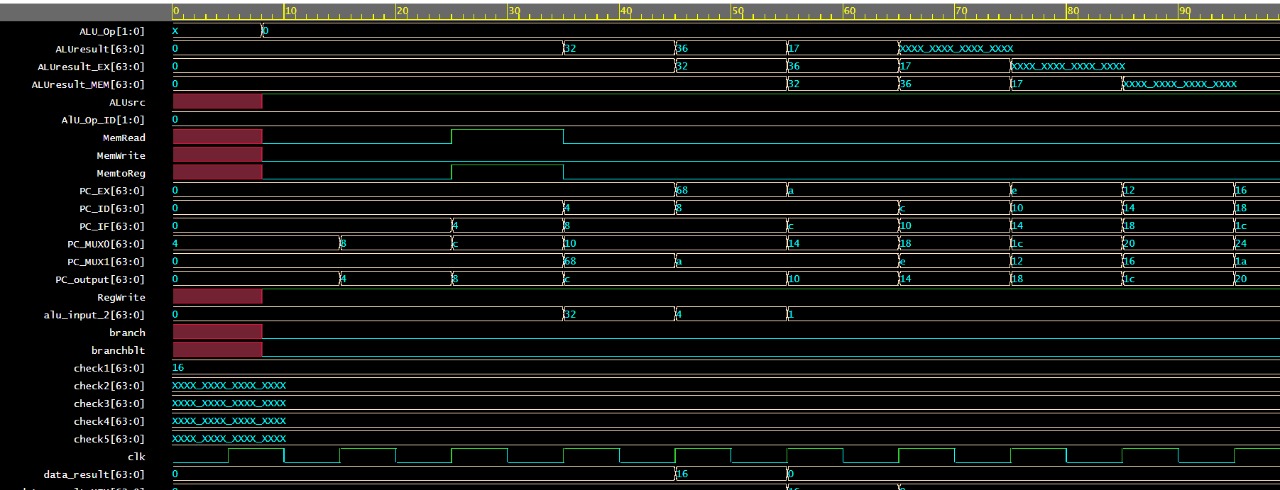 0 10 20 30 40 50 60 70 80 90
ALU_Op[1:0] x 0
ALUresult[63:0] 0 32 36 17 XXXX_XXXX_XXXX_XXXX
ALUresult_EX[63:0] 0 32 36 17 XXXX_XXXX_XXXX_XXXX
ALUresult_MEM[63:0] 0 32 36 17 XXXX_XXXX_XXXX_XXXX
ALUsrc
AlU_Op_ID[1:0] 0
MemRead
MemWrite
MemtoReg
PC_EX[63:0] 0 68 a e 12 16
PC_ID[63:0] 0 4 8 c 10 14 18
PC_IF[63:0] 0 4 8 c 10 14 18 1c
PC_MUX0[63:0] 4 8 c 10 14 18 1c 20 24
PC_MUX1[63:0] 0 68 a e 12 16 1a
PC_output[63:0] 0 4 8 c 10 14 18 1c 20
RegWrite
alu_input_2[63:0] 0 32 4 1
branch
branchblt
check1[63:0] 16
check2[63:0] XXXX_XXXX_XXXX_XXXX
check3[63:0] XXXX_XXXX_XXXX_XXXX
check4[63:0] XXXX_XXXX_XXXX_XXXX
check5[63:0] XXXX_XXXX_XXXX_XXXX
clk
data_result[63:0] 0 16 0